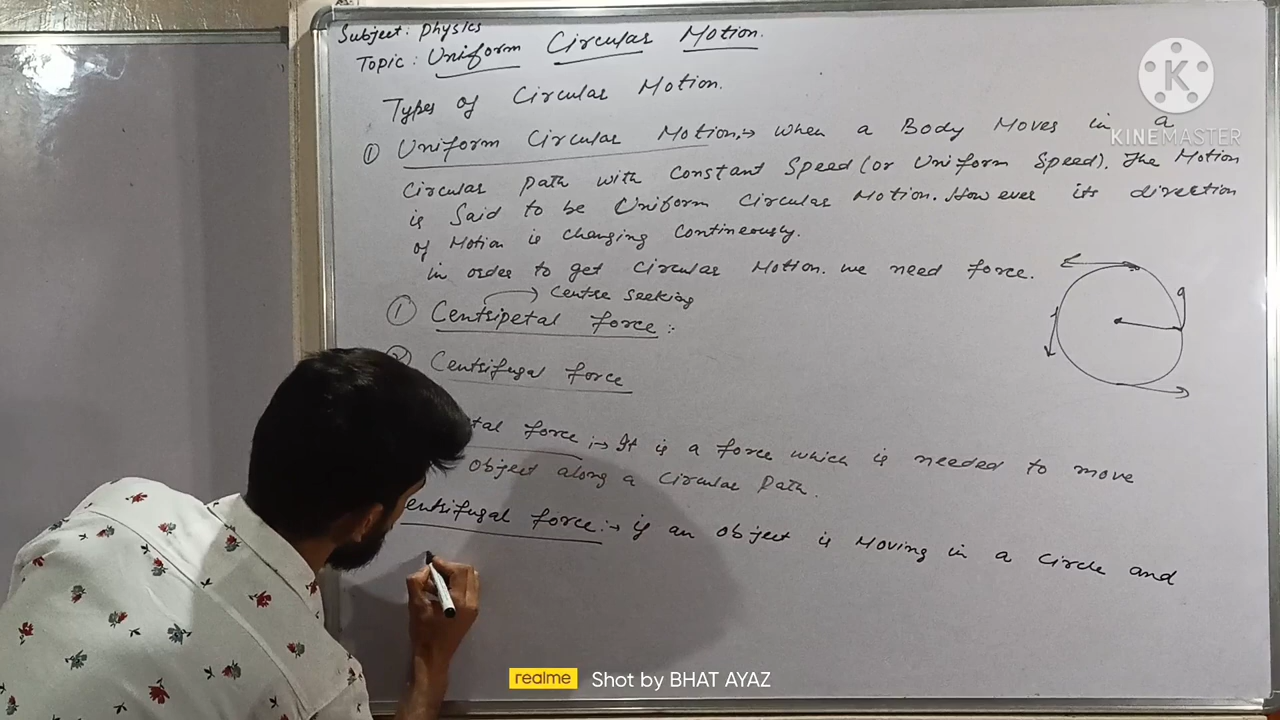 Subject: Physics
Topic: Uniform Circular Motion.
Types of Circular Motion.
① Uniform Circular Motion:→ When a Body Moves in a
Circular path with constant speed (or Uniform Speed). The Motion
is said to be Uniform Circular Motion. However its direction
of Motion is changing contineously.
in order to get Circular Motion. we need force.
→ Centre seeking
① Centripetal force :-
② Centrifugal force
tal force :→ It is a force which is needed to move
object along a circular path.
entrifugal force :→ if an object is Moving in a circle and
K
KINEMASTER
realme Shot by BHAT AYAZ